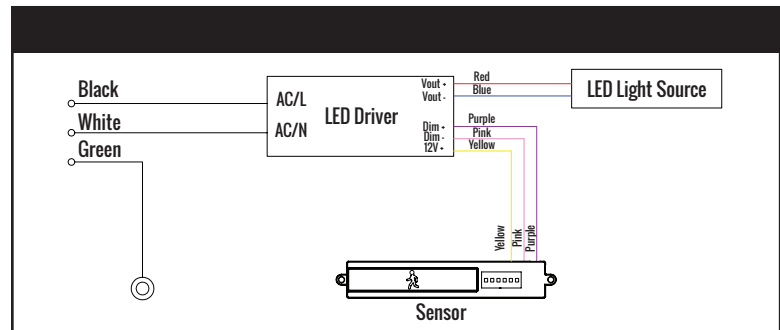 Black
White
Green
AC/L
AC/N
LED Driver
Vout +
Vout -
Dim +
Dim -
12V +
Red
Blue
Purple
Pink
Yellow
LED Light Source
Yellow
Pink
Purple
Sensor